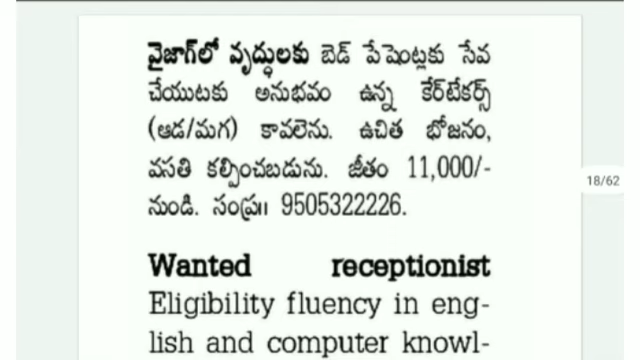 వైజాగ్‌లో వృద్ధులకు బెడ్ పేషెంట్లకు సేవ
చేయుటకు అనుభవం ఉన్న కేర్‌టేకర్స్
(ఆడ/మగ) కావలెను. ఉచిత భోజనం,
వసతి కల్పించబడును. జీతం 11,000/-
నుండి. సంప్ర॥ 9505322226.
Wanted receptionist
Eligibility fluency in eng-
lish and computer knowl-
18/62